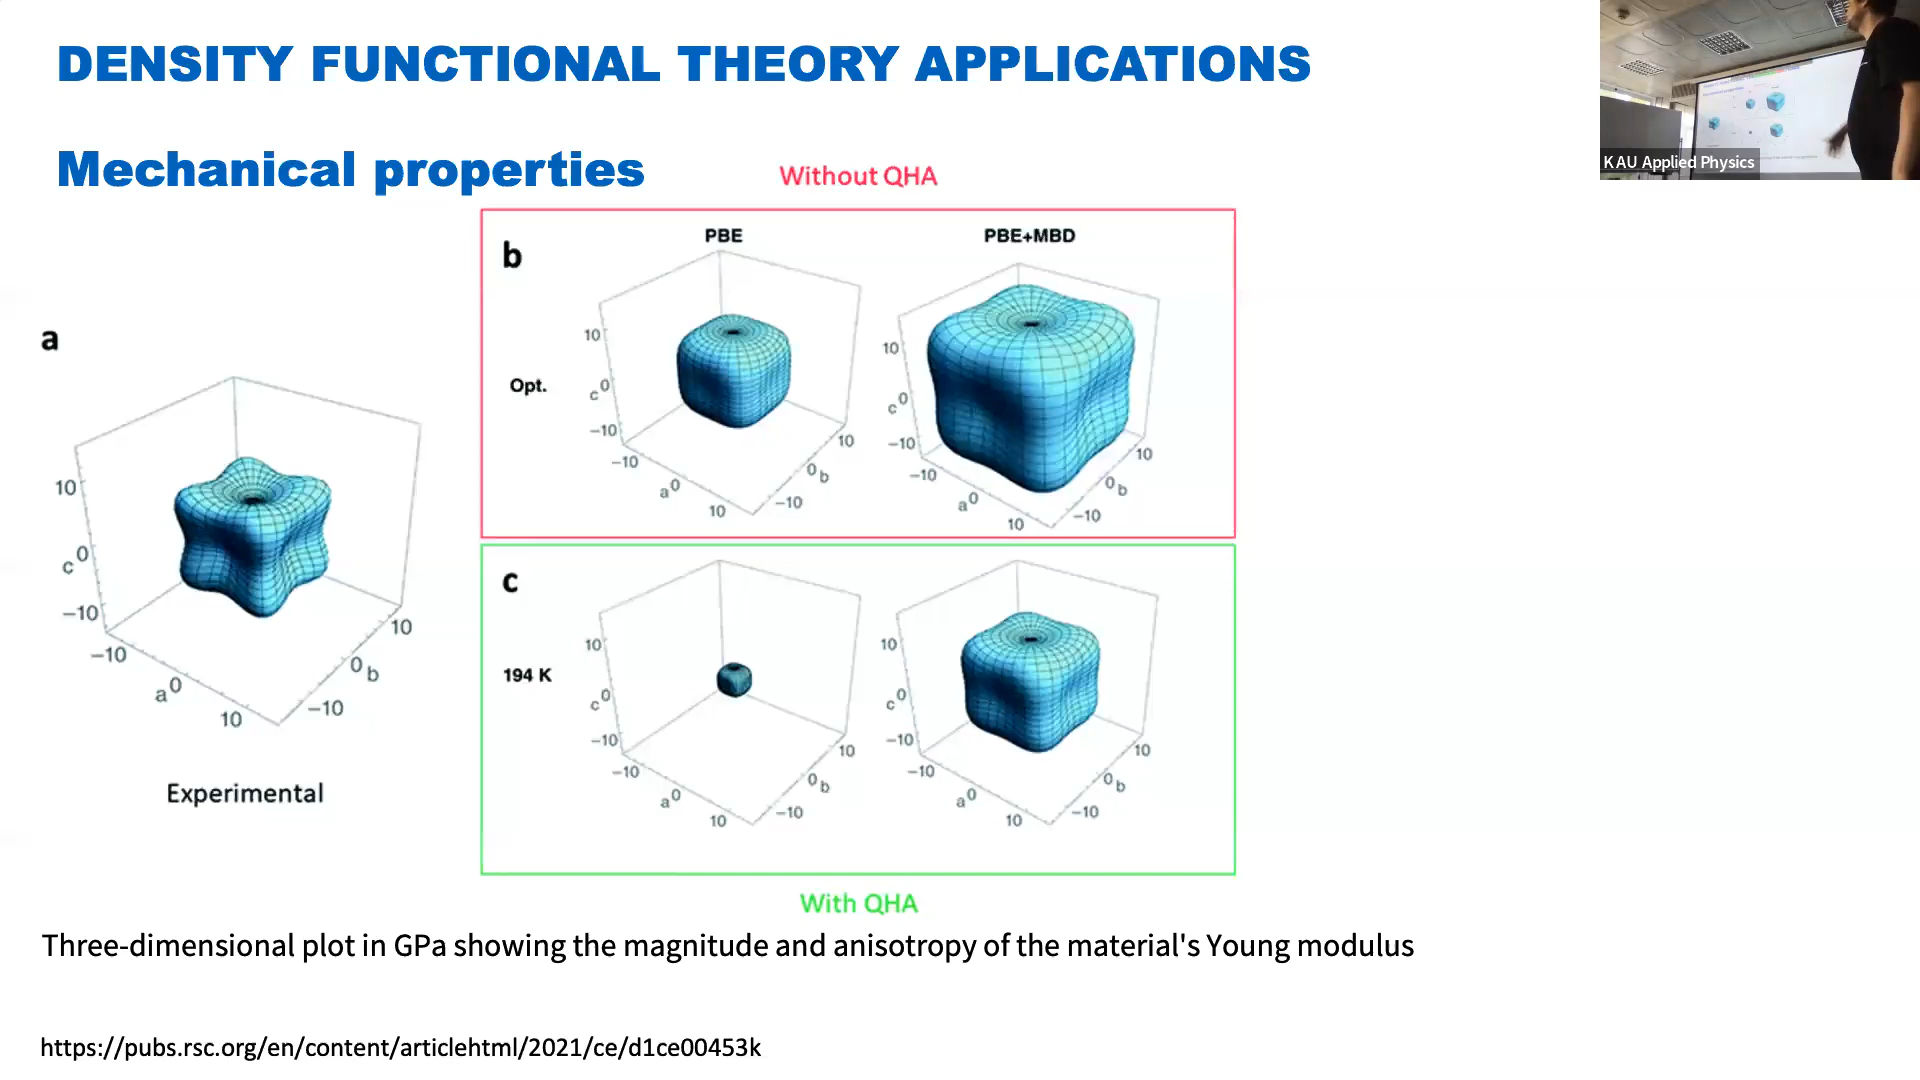 DENSITY FUNCTIONAL THEORY APPLICATIONS
Mechanical properties
Without QHA
KAU Applied Physics
a
10
0
c
−10
−10
a
0
10
−10
0
b
10
Experimental
b
PBE
PBE+MBD
Opt.
10
0
c
−10
−10
a
0
10
−10
0
b
10
10
0
c
−10
−10
a
0
10
−10
0
b
10
c
194 K
10
0
c
−10
−10
a
0
10
−10
0
b
10
10
0
c
−10
−10
a
0
10
−10
0
b
10
With QHA
Three-dimensional plot in GPa showing the magnitude and anisotropy of the material's Young modulus
https://pubs.rsc.org/en/content/articlehtml/2021/ce/d1ce00453k